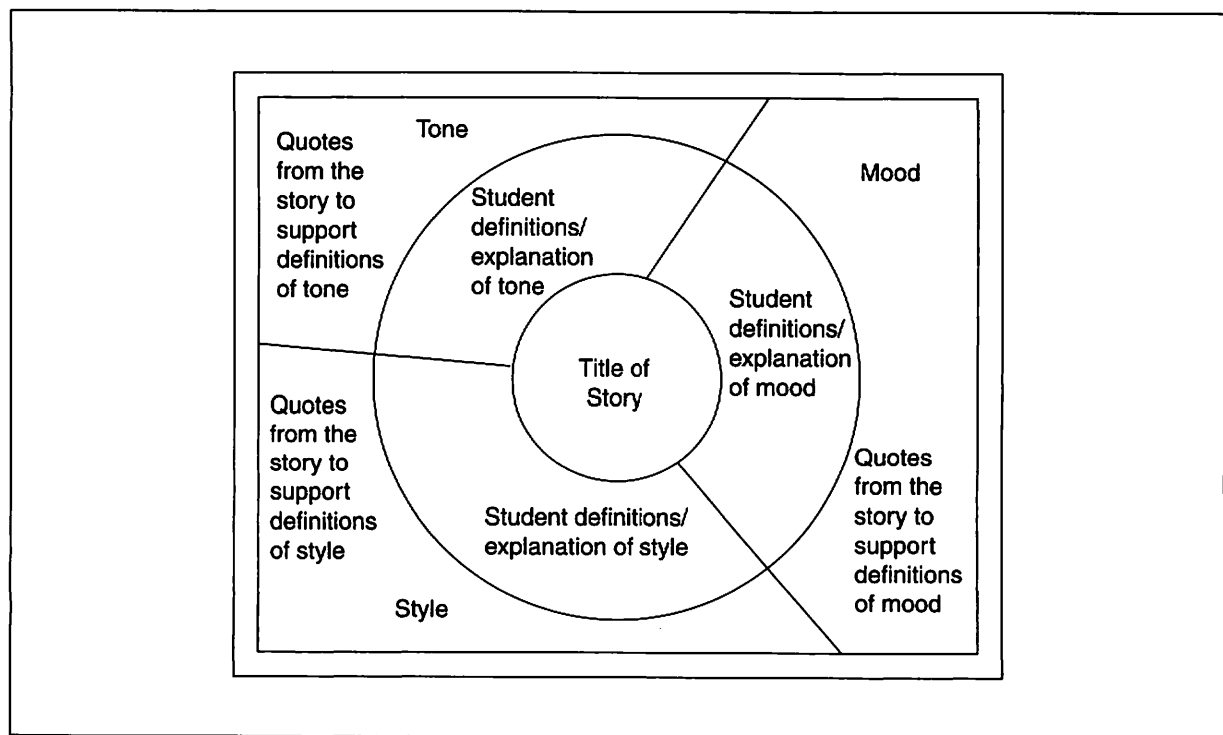 Tone
Quotes
from the
story to
support
definitions
of tone
Student
definitions/
explanation
of tone
Mood
Student
definitions/
explanation
of mood
Title of
Story
Quotes
from the
story to
support
definitions
of style
Student definitions/
explanation of style
Style
Quotes
from the
story to
support
definitions
of mood